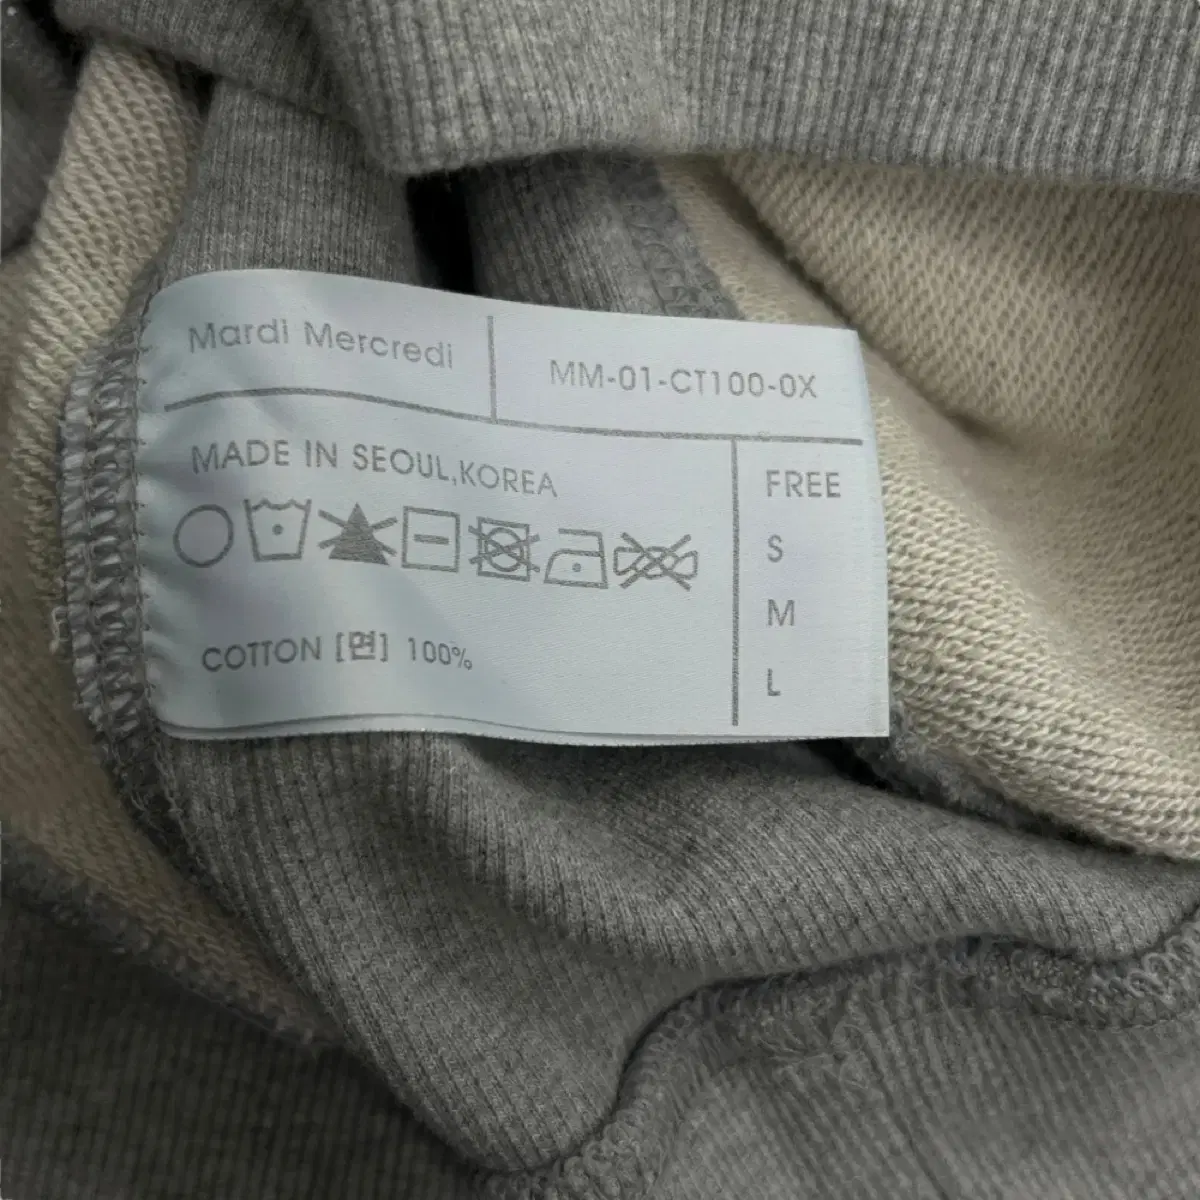 Mardi Mercredi
MM-01-CT100-0X
MADE IN SEOUL,KOREA
COTTON [면] 100%
FREE
S
M
L